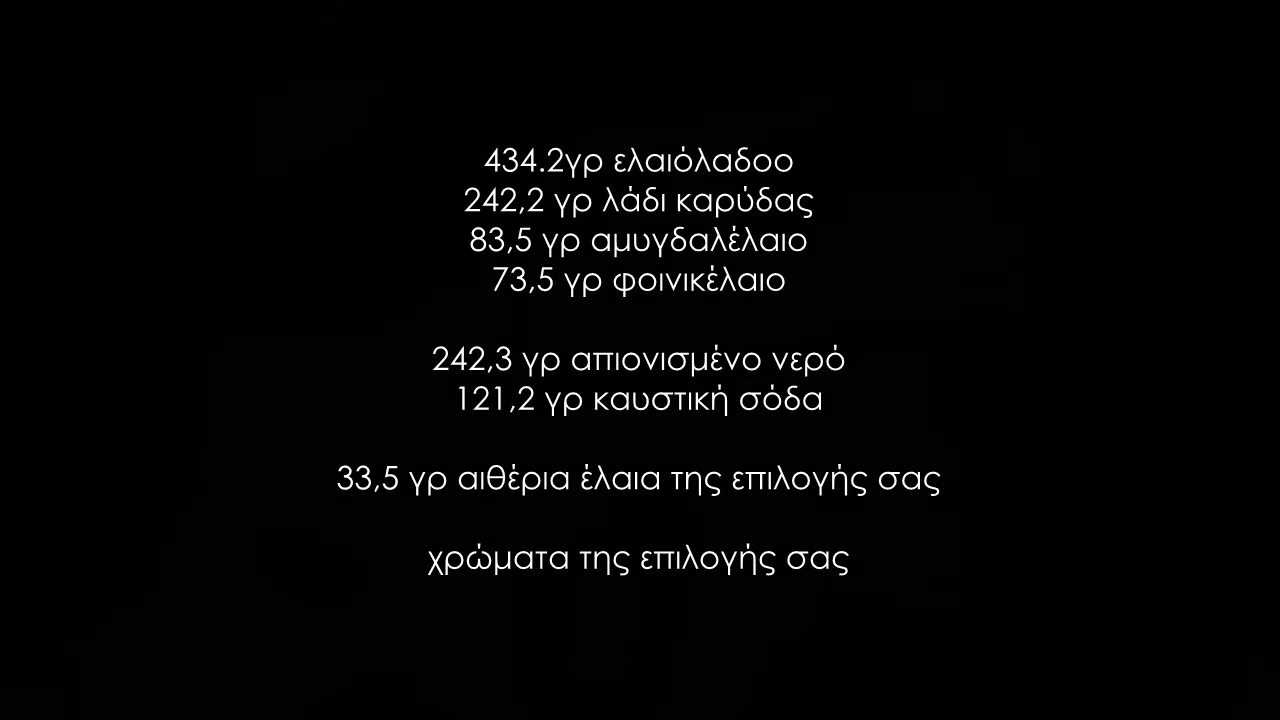 434.2γρ ελαιόλαδοο
242,2 γρ λάδι καρύδας
83,5 γρ αμυγδαλέλαιο
73,5 γρ φοινικέλαιο
242,3 γρ απιονισμένο νερό
121,2 γρ καυστική σόδα
33,5 γρ αιθέρια έλαια της επιλογής σας
χρώματα της επιλογής σας